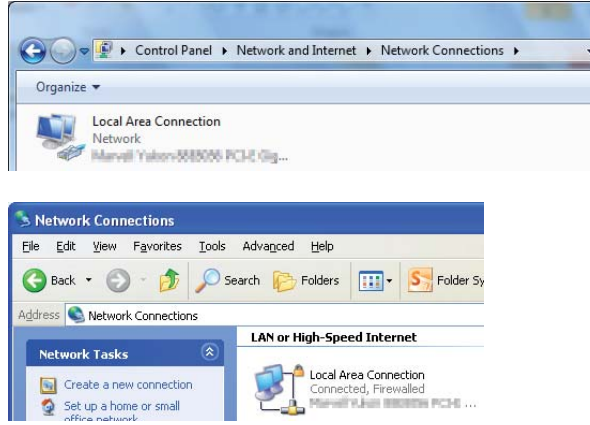 Control Panel Network and Internet Network Connections
Organize
Local Area Connection
Network
Network Connections
File Edit View Favorites Tools Advanced Help
Back Search Folders Folder Sy
Address Network Connections
Network Tasks
Create a new connection
Set up a home or small
office network
LAN or High-Speed Internet
Local Area Connection
Connected, Firewalled